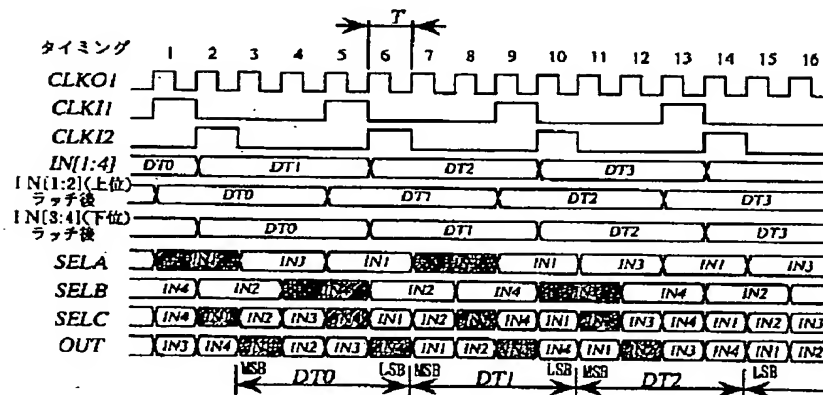 T
タイミング 1 2 3 4 5 6 7 8 9 10 11 12 13 14 15 16
CLKO1
CLKI1
CLKI2
IN[1:4] DT0 DT1 DT2 DT3
IN[1:2](上位)ラッチ後 DT0 DT1 DT2 DT3
IN[3:4](下位)ラッチ後 DT0 DT1 DT2 DT3
SELA IN3 IN1 IN1 IN3 IN1 IN3
SELB IN4 IN2 IN2 IN4 IN4 IN2
SELC IN4 IN2 IN3 IN1 IN2 IN4 IN1 IN3 IN4 IN1 IN2 IN3
OUT IN3 IN4 IN2 IN3 IN1 IN2 IN4 IN1 IN3 IN4 IN1 IN2
MSB DT0 LSB MSB DT1 LSB MSB DT2 LSB